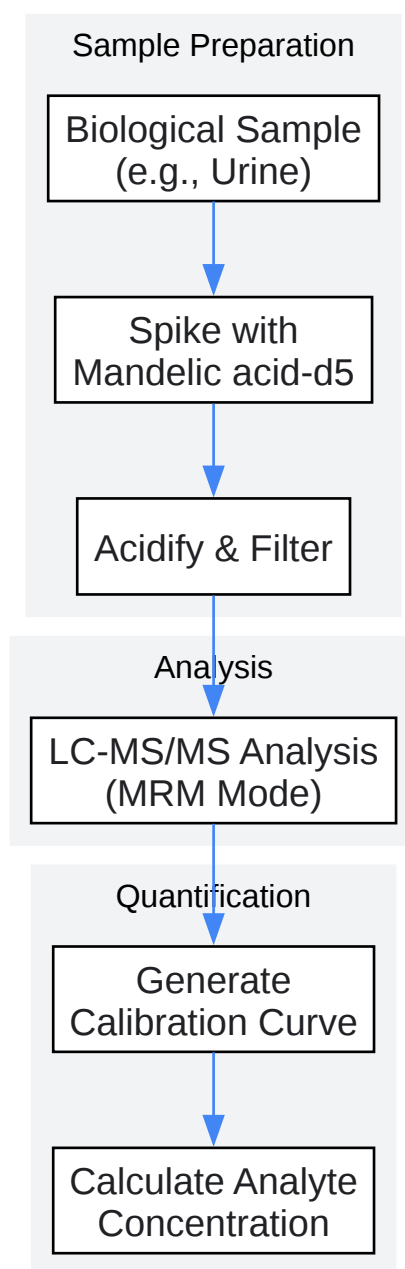 Sample Preparation
Biological Sample
(e.g., Urine)
Spike with
Mandelic acid-d5
Acidify & Filter
Analysis
LC-MS/MS Analysis
(MRM Mode)
Quantification
Generate
Calibration Curve
Calculate Analyte
Concentration